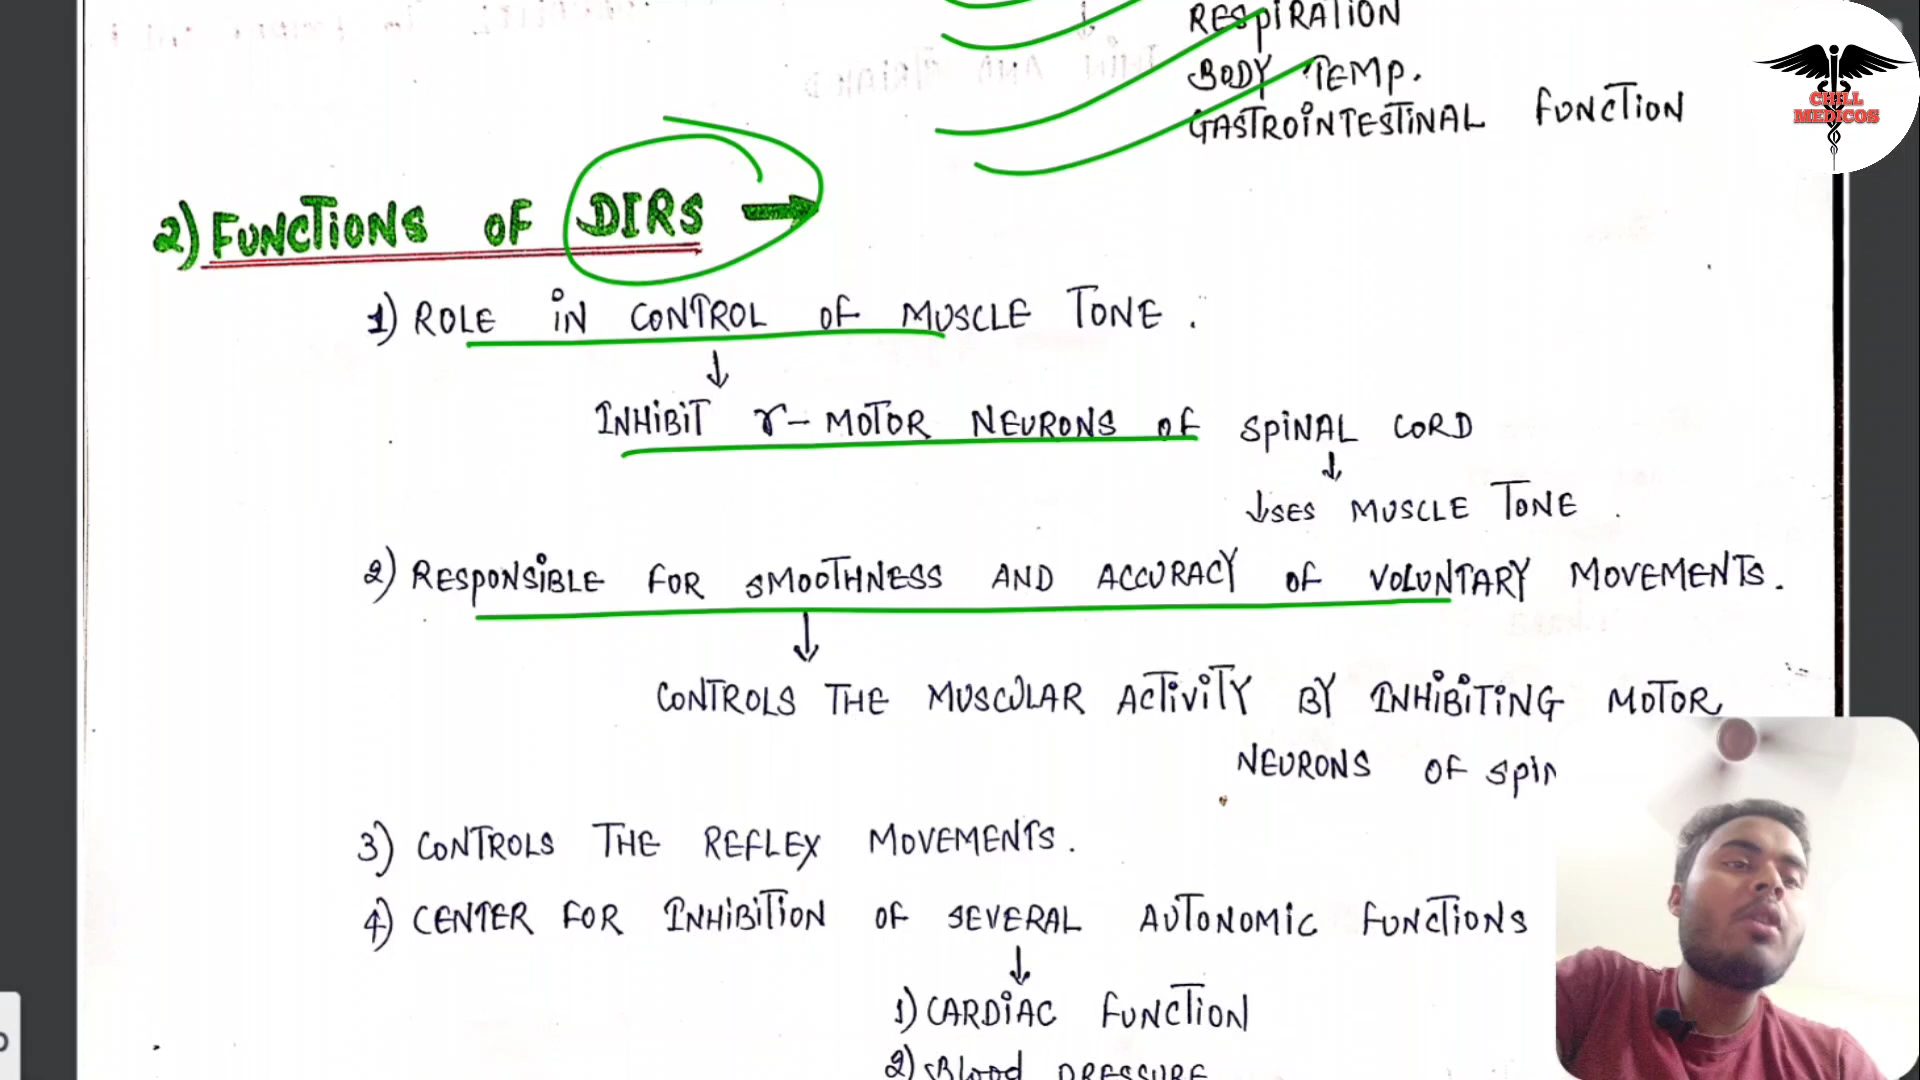 RESPIRATION
BODY TEMP.
GASTROINTESTINAL FUNCTION
CHILL
MEDICOS
2) FUNCTIONS OF DIRS →
1) ROLE IN CONTROL OF MUSCLE TONE.
↓
INHIBIT γ- MOTOR NEURONS OF SPINAL CORD
↓
↓SES MUSCLE TONE.
2) RESPONSIBLE FOR SMOOTHNESS AND ACCURACY OF VOLUNTARY MOVEMENTS.
↓
CONTROLS THE MUSCULAR ACTIVITY BY INHIBITING MOTOR
NEURONS OF
3) CONTROLS THE REFLEX MOVEMENTS.
4) CENTER FOR INHIBITION OF SEVERAL AUTONOMIC FUNCTIONS
↓
1) CARDIAC FUNCTION
2) Blood PRESSURE